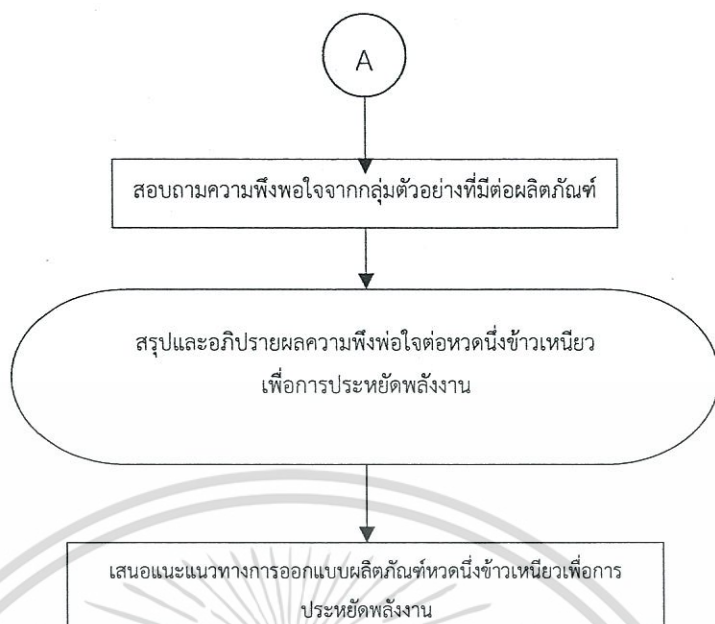 A
สอบถามความพึงพอใจจากกลุ่มตัวอย่างที่มีต่อผลิตภัณฑ์
สรุปและอภิปรายผลความพึงพ่อใจต่อหวดนึ่งข้าวเหนียว
เพื่อการประหยัดพลังงาน
เสนอแนะแนวทางการออกแบบผลิตภัณฑ์หวดนึ่งข้าวเหนียวเพื่อการ
ประหยัดพลังงาน